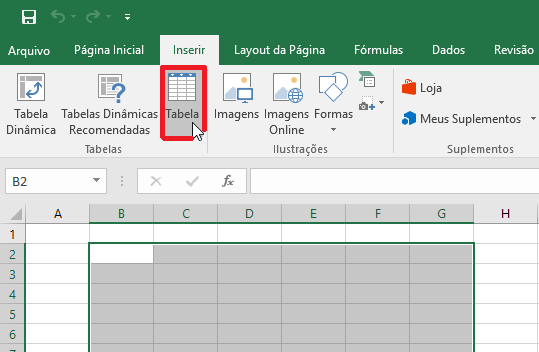 Arquivo Página Inicial Inserir Layout da Página Fórmulas Dados Revisão
Tabela Dinâmica
Tabelas Dinâmicas Recomendadas
Tabela
Imagens
Imagens Online
Formas
Loja
Meus Suplementos
Tabelas Ilustrações Suplementos
B2 fx
A B C D E F G H
1
2
3
4
5
6
7